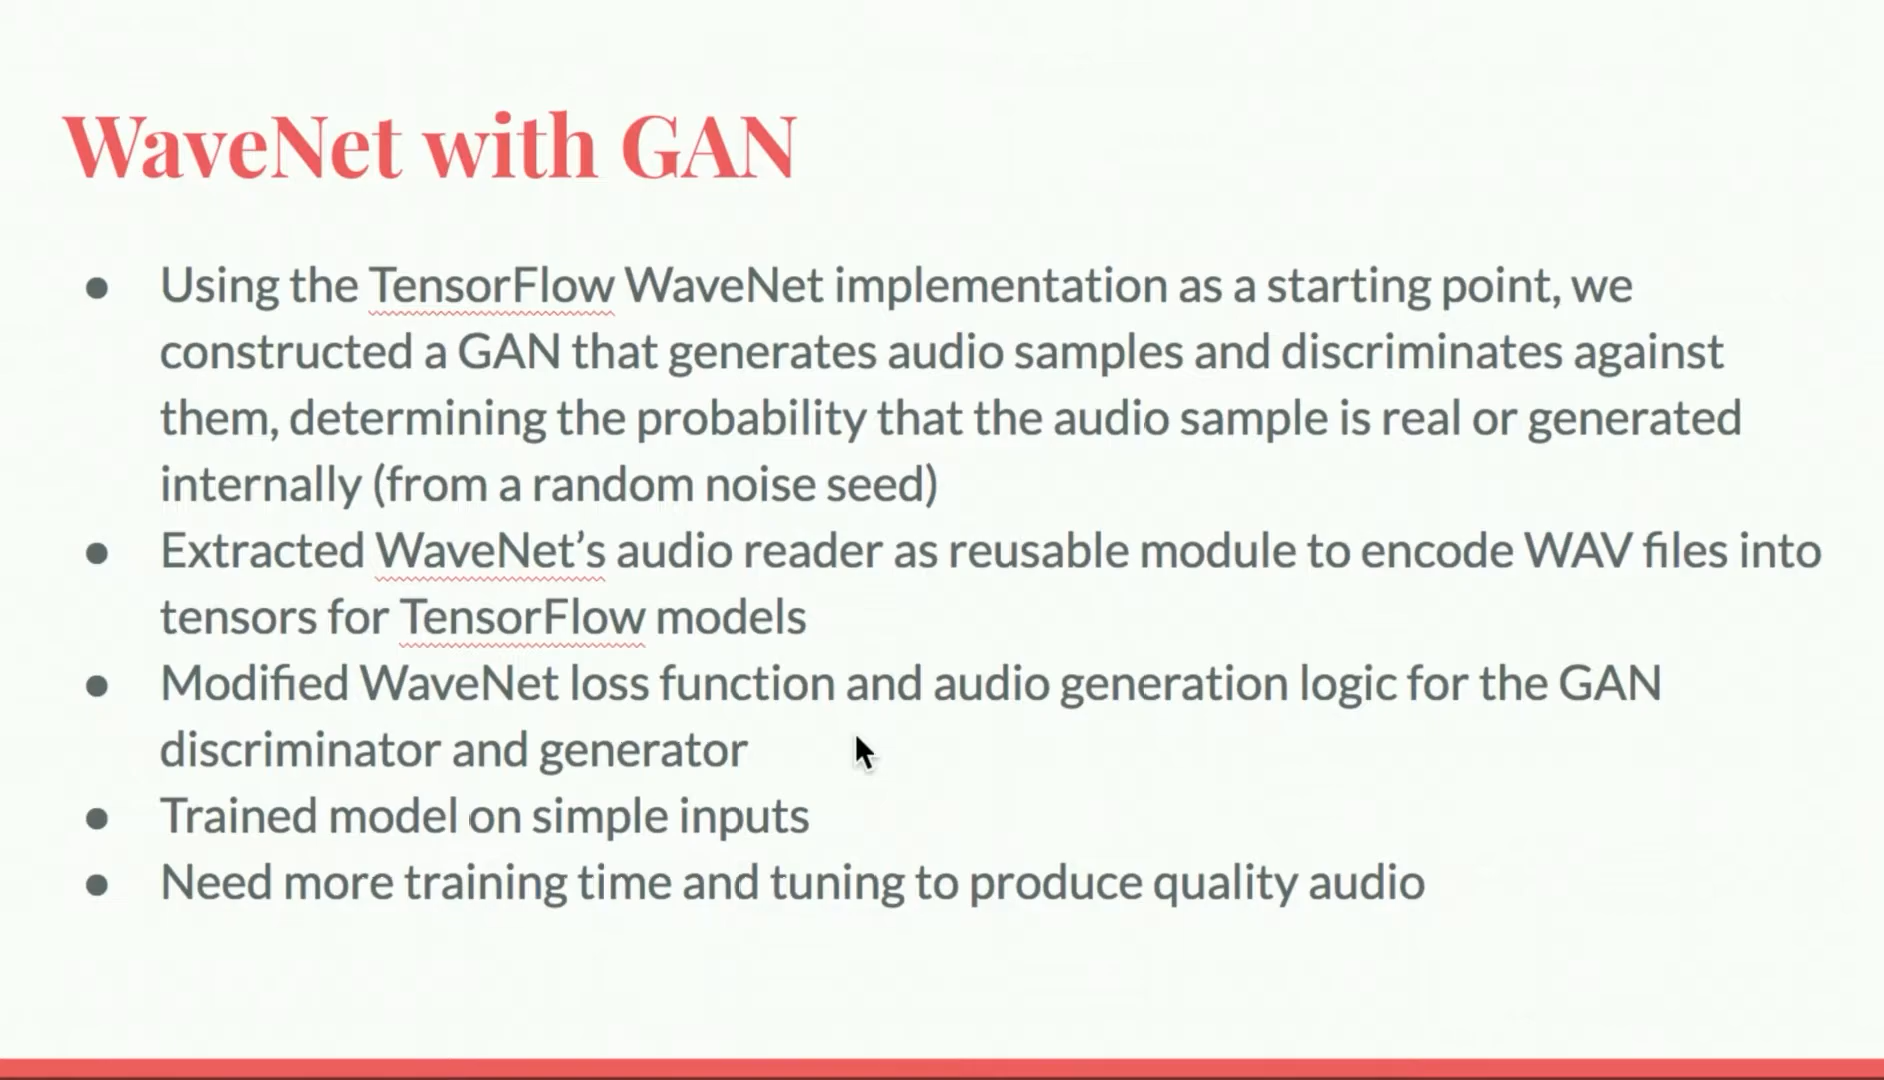 WaveNet with GAN
● Using the TensorFlow WaveNet implementation as a starting point, we
constructed a GAN that generates audio samples and discriminates against
them, determining the probability that the audio sample is real or generated
internally (from a random noise seed)
● Extracted WaveNet’s audio reader as reusable module to encode WAV files into
tensors for TensorFlow models
● Modified WaveNet loss function and audio generation logic for the GAN
discriminator and generator
● Trained model on simple inputs
● Need more training time and tuning to produce quality audio